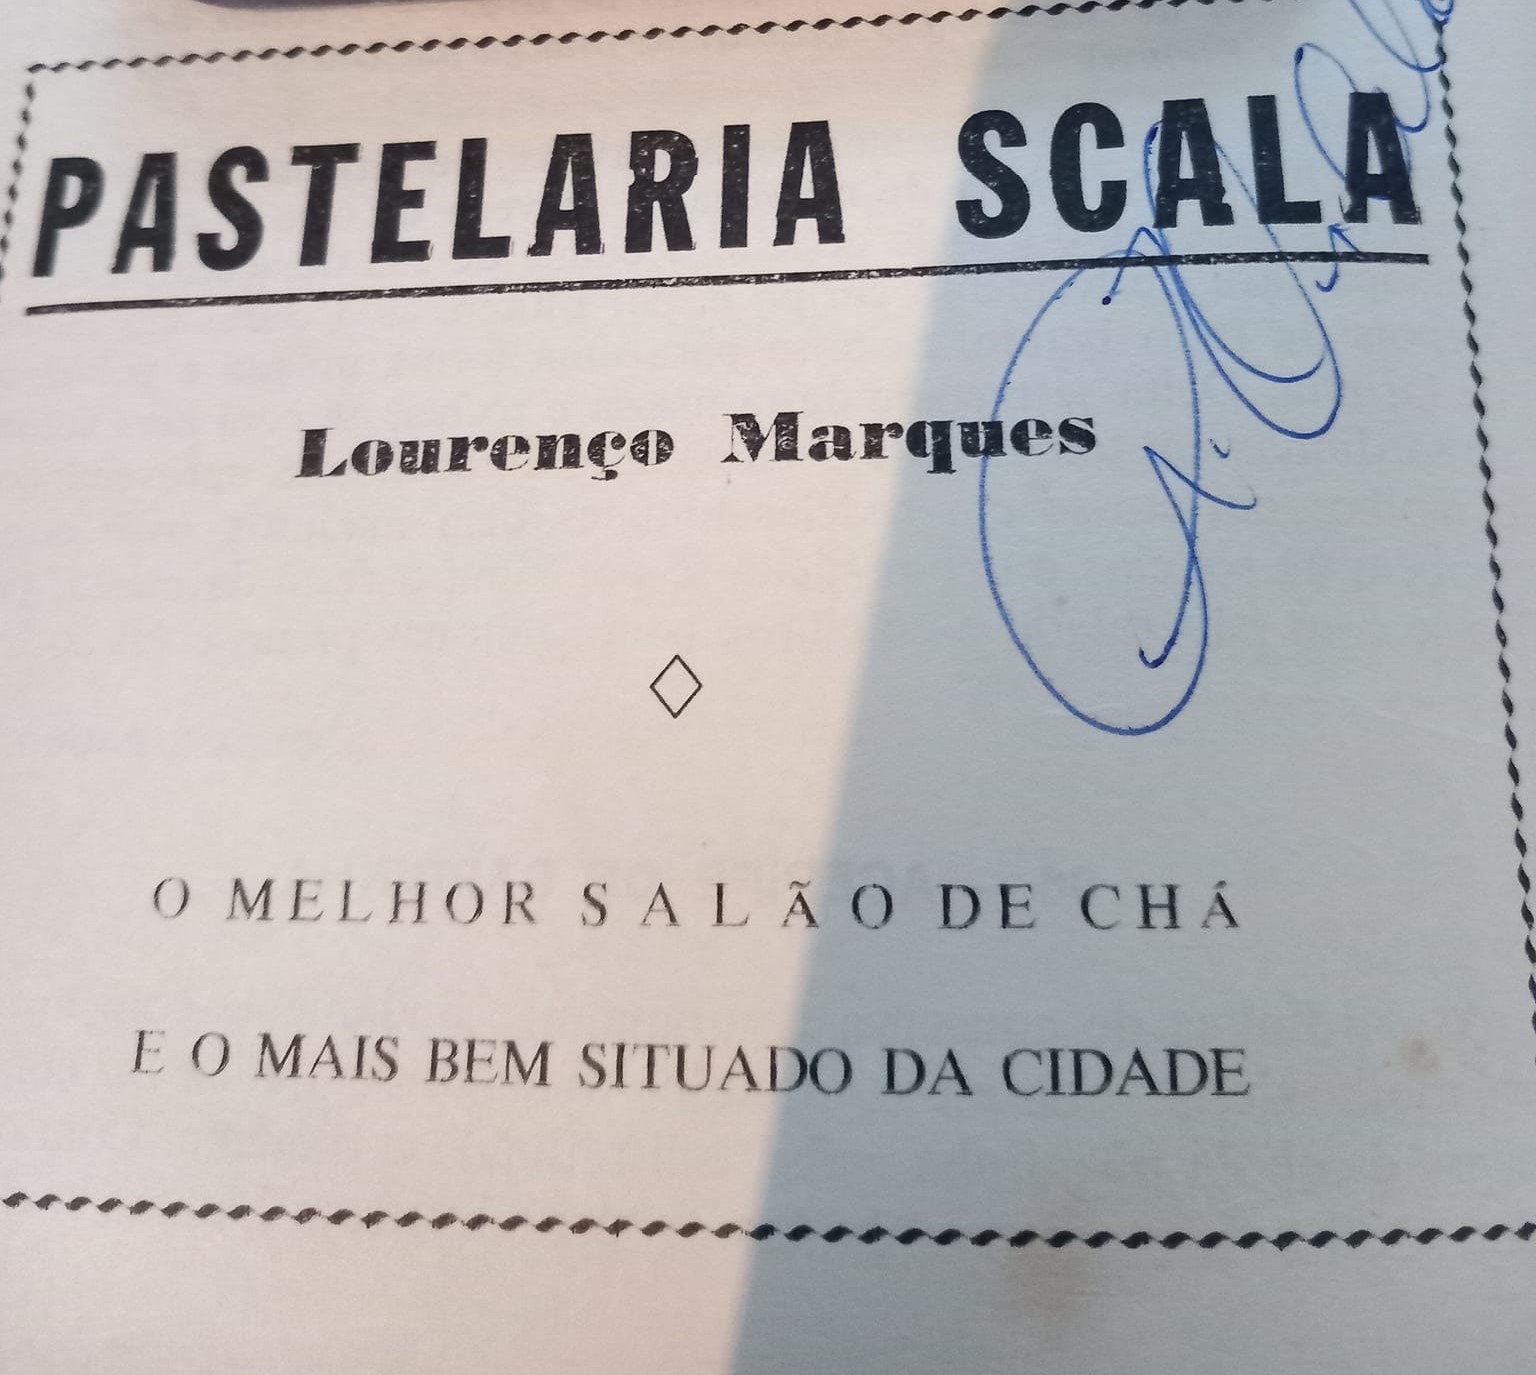 PASTELARIA SCALA
Lourenço Marques
O MELHOR SALÃO DE CHÁ
E O MAIS BEM SITUADO DA CIDADE